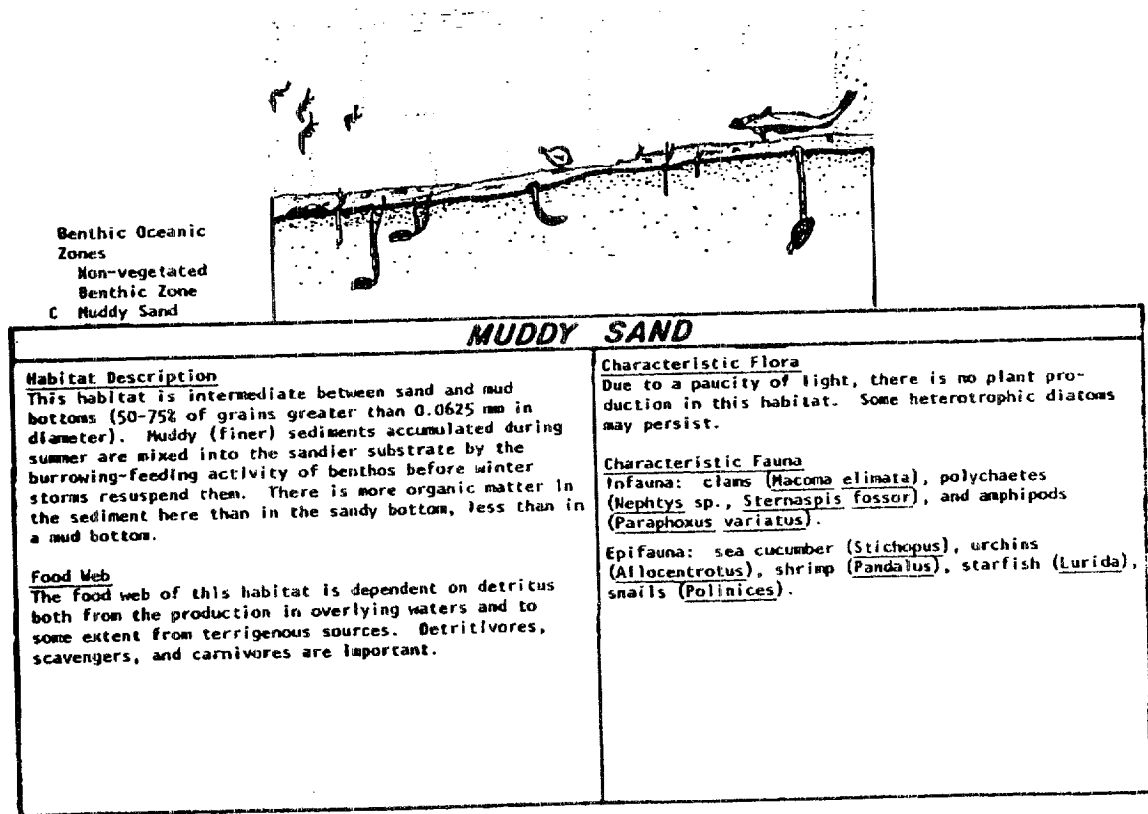 Benthic Oceanic
Zones
Non-vegetated
Benthic Zone
C Muddy Sand
MUDDY SAND
Habitat Description
This habitat is intermediate between sand and mud
bottoms (50-75% of grains greater than 0.0625 mm in
diameter). Muddy (finer) sediments accumulated during
summer are mixed into the sandier substrate by the
burrowing-feeding activity of benthos before winter
storms resuspend them. There is more organic matter in
the sediment here than in the sandy bottom, less than in
a mud bottom.
Food Web
The food web of this habitat is dependent on detritus
both from the production in overlying waters and to
some extent from terrigenous sources. Detritivores,
scavengers, and carnivores are important.
Characteristic Flora
Due to a paucity of light, there is no plant pro-
duction in this habitat. Some heterotrophic diatoms
may persist.
Characteristic Fauna
Infauna: clams (Macoma elimata), polychaetes
(Nephtys sp., Sternaspis fossor), and amphipods
(Paraphoxus variatus).
Epifauna: sea cucumber (Stichopus), urchins
(Allocentrotus), shrimp (Pandalus), starfish (Lurida),
snails (Polinices).